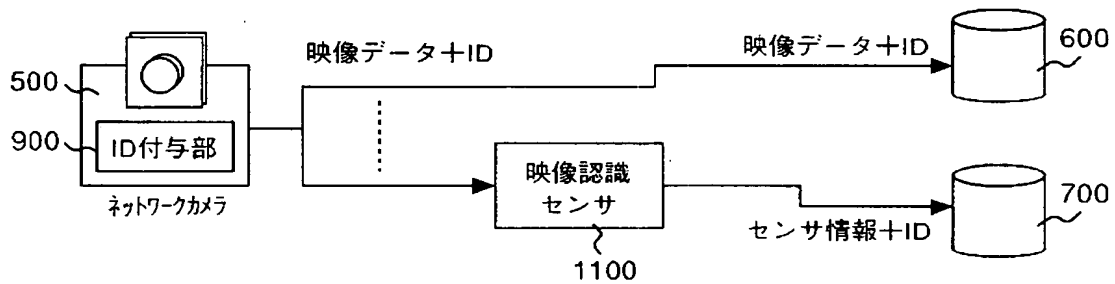 映像データ+ID
映像データ+ID
600
500
900
ID付与部
ネットワークカメラ
映像認識
センサ
1100
700
センサ情報+ID